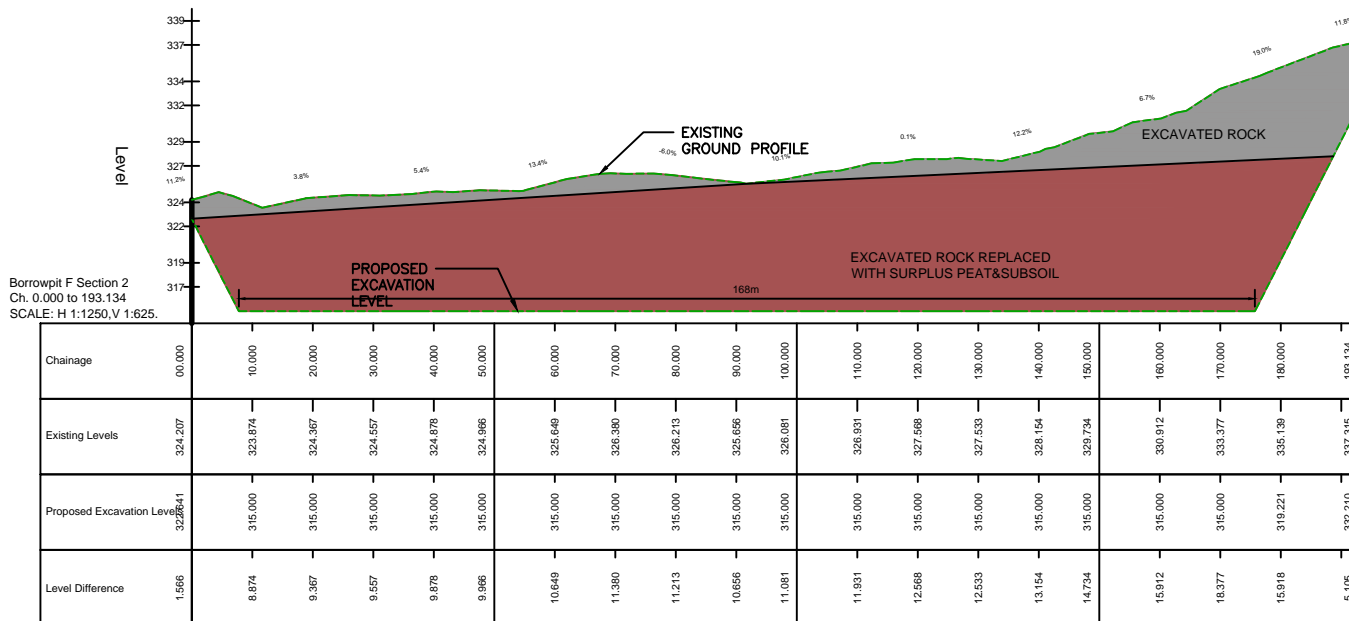 339
337
334
332
329
327
324
322
319
317
Level
11.2%
3.8%
5.4%
13.4%
-6.0%
10.1%
0.1%
12.2%
6.7%
19.0%
11.8%
EXISTING
GROUND PROFILE
EXCAVATED ROCK
EXCAVATED ROCK REPLACED
WITH SURPLUS PEAT&SUBSOIL
PROPOSED
EXCAVATION
LEVEL
168m
Borrowpit F Section 2
Ch. 0.000 to 193.134
SCALE: H 1:1250,V 1:625.
Chainage 00.000 10.000 20.000 30.000 40.000 50.000 60.000 70.000 80.000 90.000 100.000 110.000 120.000 130.000 140.000 150.000 160.000 170.000 180.000 193.134
Existing Levels 324.207 323.874 324.367 324.557 324.878 324.966 325.649 326.380 326.213 325.656 326.081 326.931 327.568 327.533 328.154 329.734 330.912 333.377 335.139 337.315
Proposed Excavation Levels 322.641 315.000 315.000 315.000 315.000 315.000 315.000 315.000 315.000 315.000 315.000 315.000 315.000 315.000 315.000 315.000 315.000 315.000 319.221 332.210
Level Difference 1.566 8.874 9.367 9.557 9.878 9.966 10.649 11.380 11.213 10.656 11.081 11.931 12.568 12.533 13.154 14.734 15.912 18.377 15.918 5.105